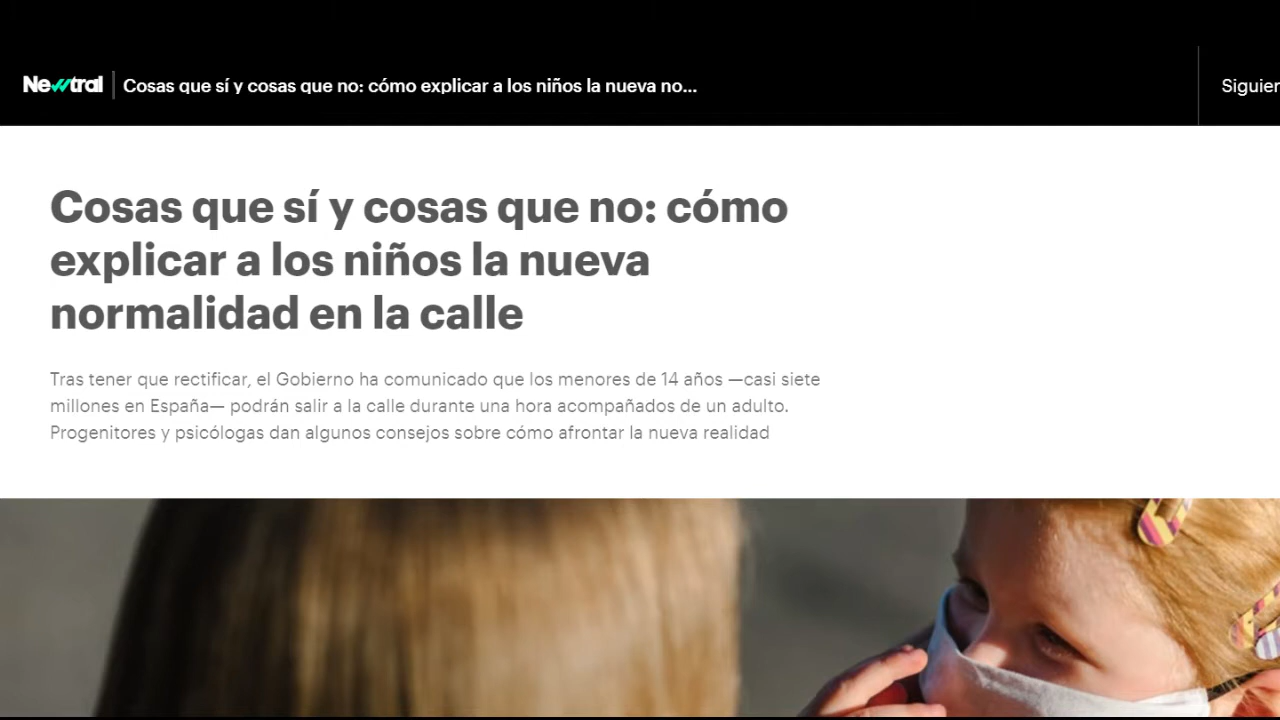 Newtral
Cosas que sí y cosas que no: cómo explicar a los niños la nueva no...
Siguien
Cosas que sí y cosas que no: cómo
explicar a los niños la nueva
normalidad en la calle
Tras tener que rectificar, el Gobierno ha comunicado que los menores de 14 años —casi siete
millones en España— podrán salir a la calle durante una hora acompañados de un adulto.
Progenitores y psicólogas dan algunos consejos sobre cómo afrontar la nueva realidad